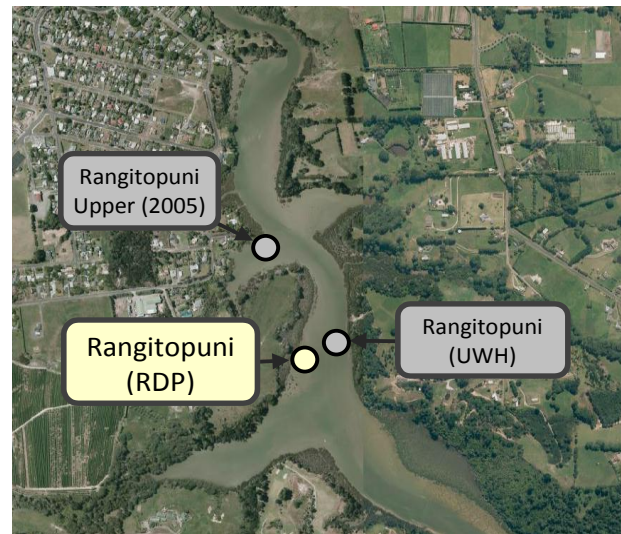 Rangitopuni
Upper (2005)
Rangitopuni
(UWH)
Rangitopuni
(RDP)